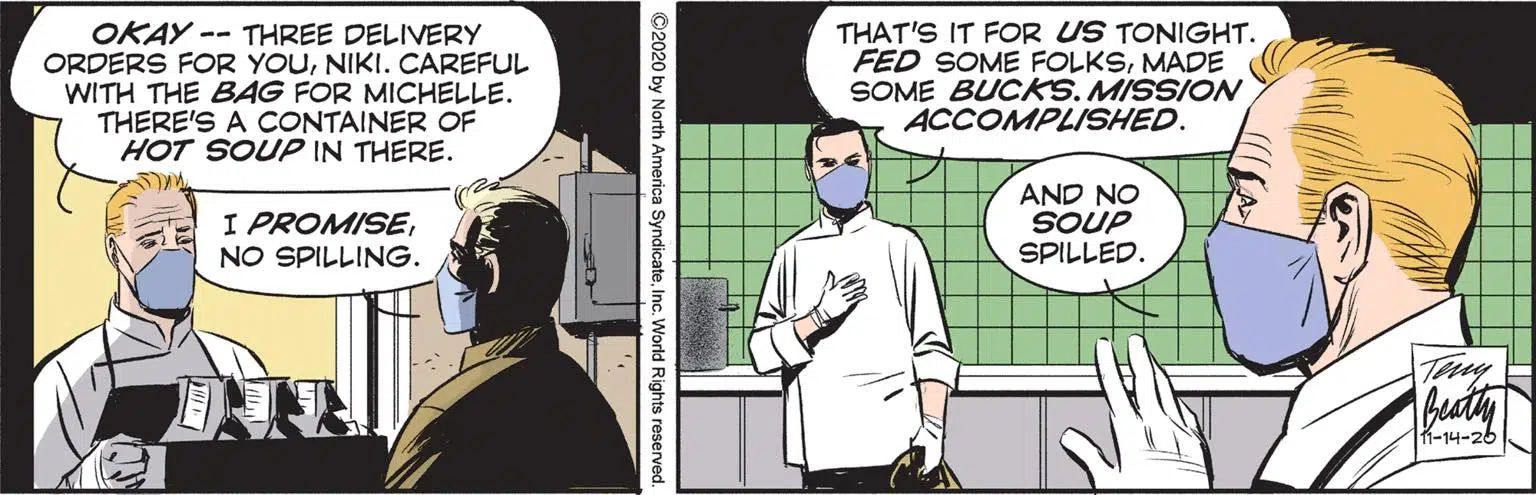 OKAY -- THREE DELIVERY
ORDERS FOR YOU, NIKI. CAREFUL
WITH THE BAG FOR MICHELLE.
THERE'S A CONTAINER OF
HOT SOUP IN THERE.
I PROMISE,
NO SPILLING.
©2020 by North America Syndicate, Inc. World Rights reserved.
THAT'S IT FOR US TONIGHT.
FED SOME FOLKS, MADE
SOME BUCKS. MISSION
ACCOMPLISHED.
AND NO
SOUP
SPILLED.
Terry
Beatty
11-14-20